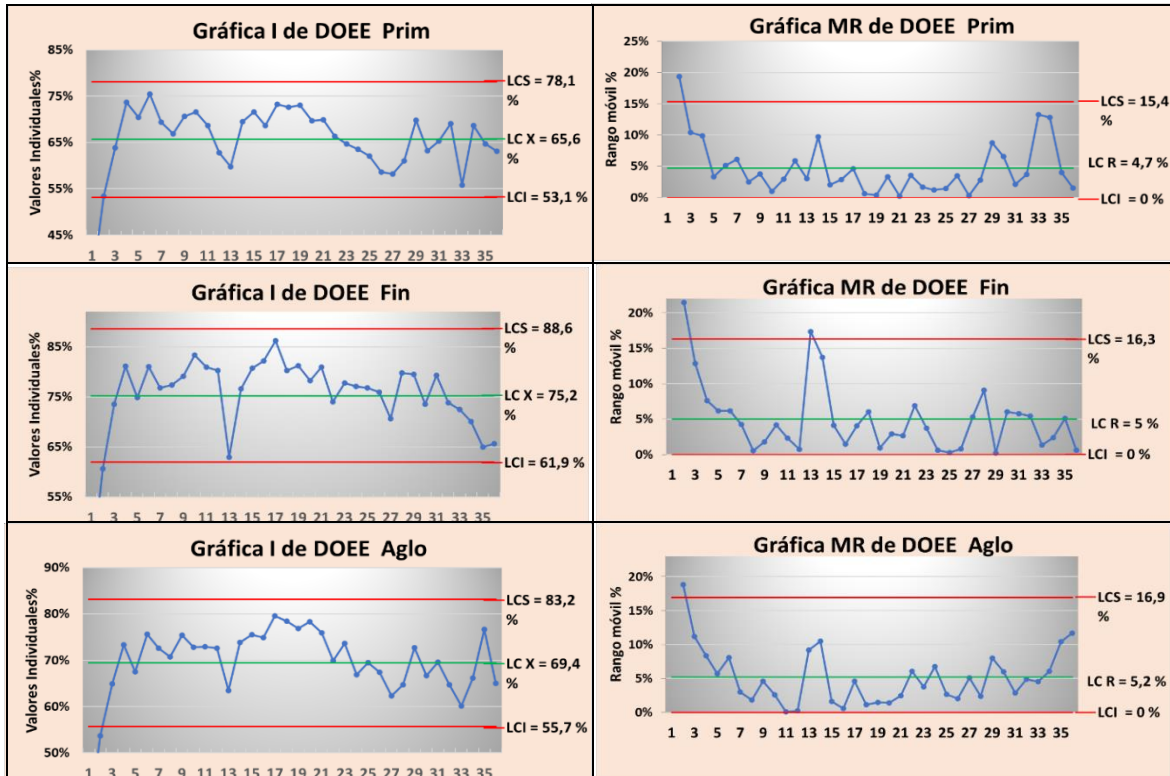 Gráfica I de DOEE Prim
Valores Individuales%
85%
75%
65%
55%
45%
LCS = 78,1
%
LC X = 65,6
%
LCI = 53,1 %
1 3 5 7 9 11 13 15 17 19 21 23 25 27 29 31 33 35
Gráfica MR de DOEE Prim
Rango móvil %
25%
20%
15%
10%
5%
0%
LCS = 15,4
%
LC R = 4,7 %
LCI = 0 %
1 3 5 7 9 11 13 15 17 19 21 23 25 27 29 31 33 35
Gráfica I de DOEE Fin
Valores Individuales%
85%
75%
65%
55%
LCS = 88,6
%
LC X = 75,2
%
LCI = 61,9 %
1 3 5 7 9 11 13 15 17 19 21 23 25 27 29 31 33 35
Gráfica MR de DOEE Fin
Rango móvil %
20%
15%
10%
5%
0%
LCS = 16,3
%
LC R = 5 %
LCI = 0 %
1 3 5 7 9 11 13 15 17 19 21 23 25 27 29 31 33 35
Gráfica I de DOEE Aglo
Valores Individuales%
90%
80%
70%
60%
50%
LCS = 83,2
%
LC X = 69,4
%
LCI = 55,7 %
1 3 5 7 9 11 13 15 17 19 21 23 25 27 29 31 33 35
Gráfica MR de DOEE Aglo
Rango móvil %
20%
15%
10%
5%
0%
LCS = 16,9
%
LC R = 5,2 %
LCI = 0 %
1 3 5 7 9 11 13 15 17 19 21 23 25 27 29 31 33 35